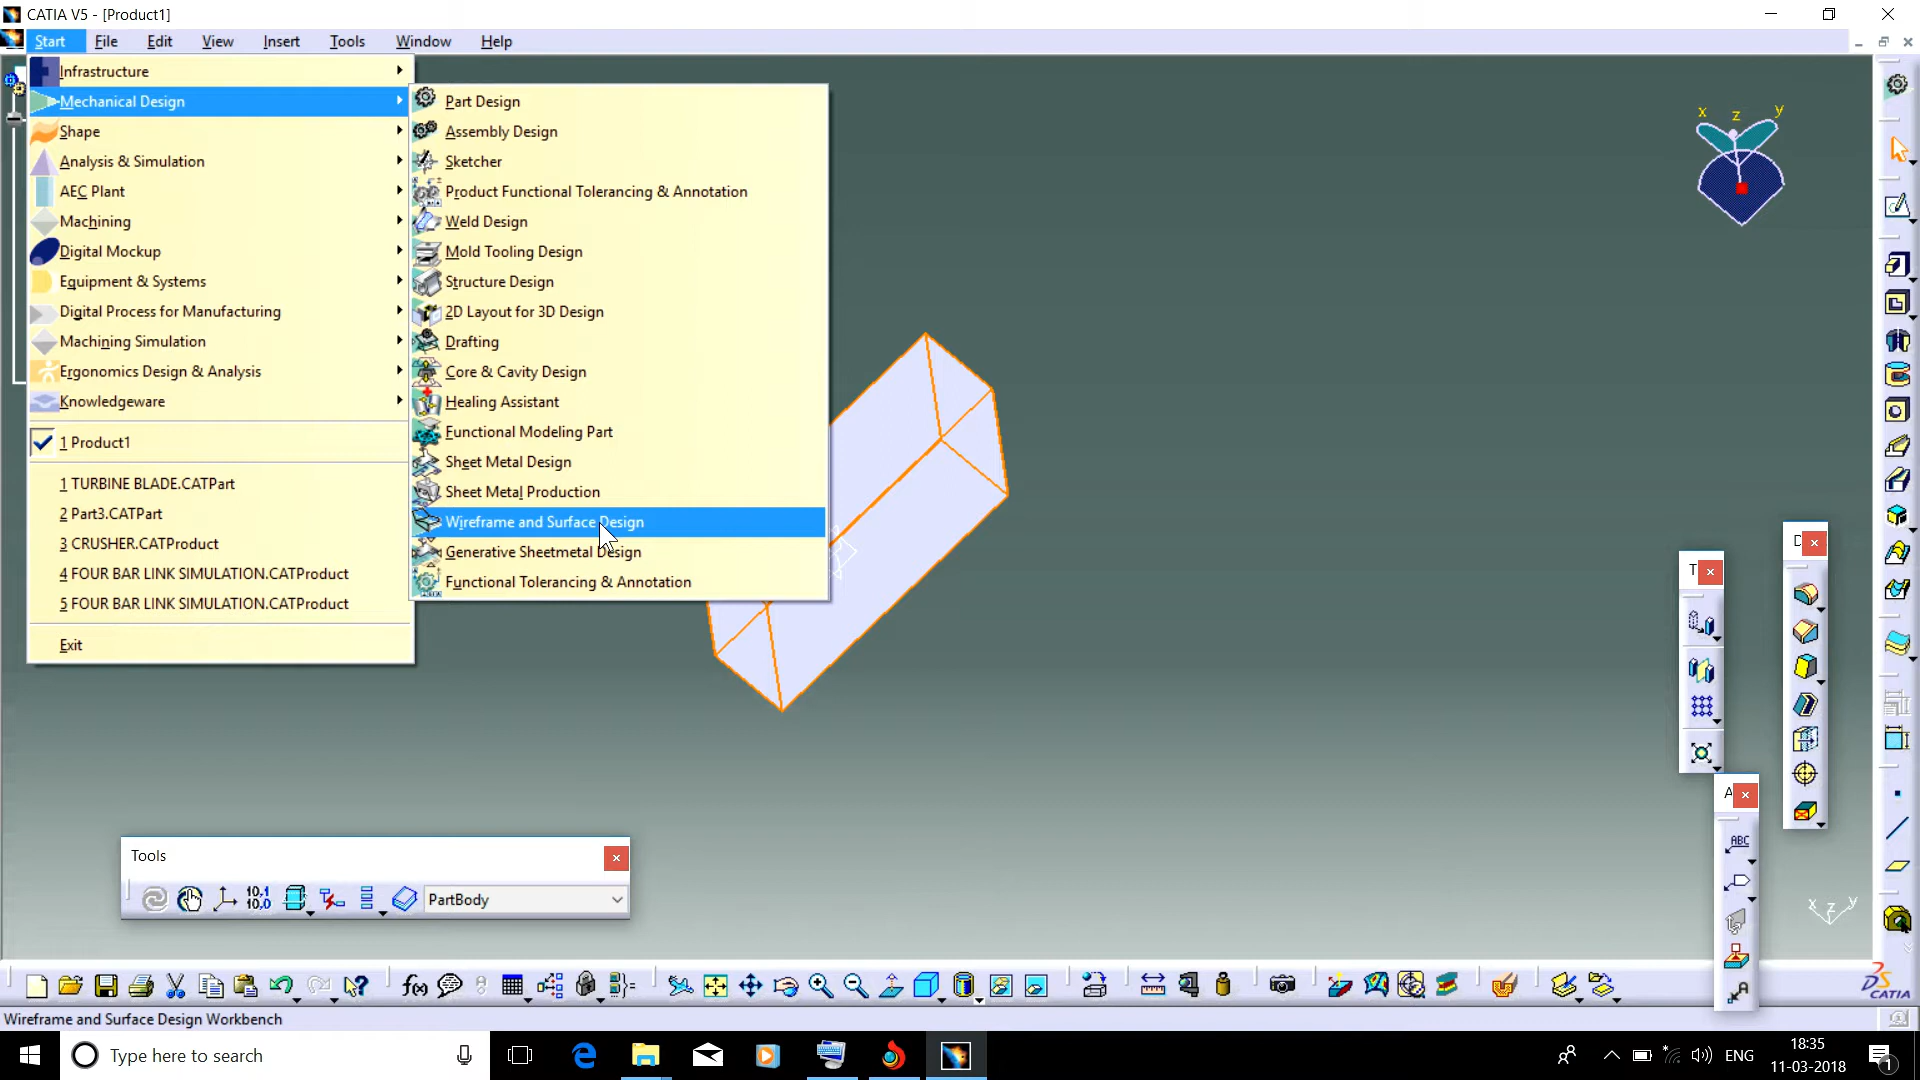 CATIA V5 - [Product1]
Start File Edit View Insert Tools Window Help
Infrastructure
Mechanical Design
Shape
Analysis & Simulation
AEC Plant
Machining
Digital Mockup
Equipment & Systems
Digital Process for Manufacturing
Machining Simulation
Ergonomics Design & Analysis
Knowledgeware
1 Product1
1 TURBINE BLADE.CATPart
2 Part3.CATPart
3 CRUSHER.CATProduct
4 FOUR BAR LINK SIMULATION.CATProduct
5 FOUR BAR LINK SIMULATION.CATProduct
Exit
Part Design
Assembly Design
Sketcher
Product Functional Tolerancing & Annotation
Weld Design
Mold Tooling Design
Structure Design
2D Layout for 3D Design
Drafting
Core & Cavity Design
Healing Assistant
Functional Modeling Part
Sheet Metal Design
Sheet Metal Production
Wireframe and Surface Design
Generative Sheetmetal Design
Functional Tolerancing & Annotation
x z y
T
D
A
ABC
x z y
Tools
10,1
10,0
PartBody
f(x)
CATIA
Wireframe and Surface Design Workbench
Type here to search
ENG
18:35
11-03-2018
1